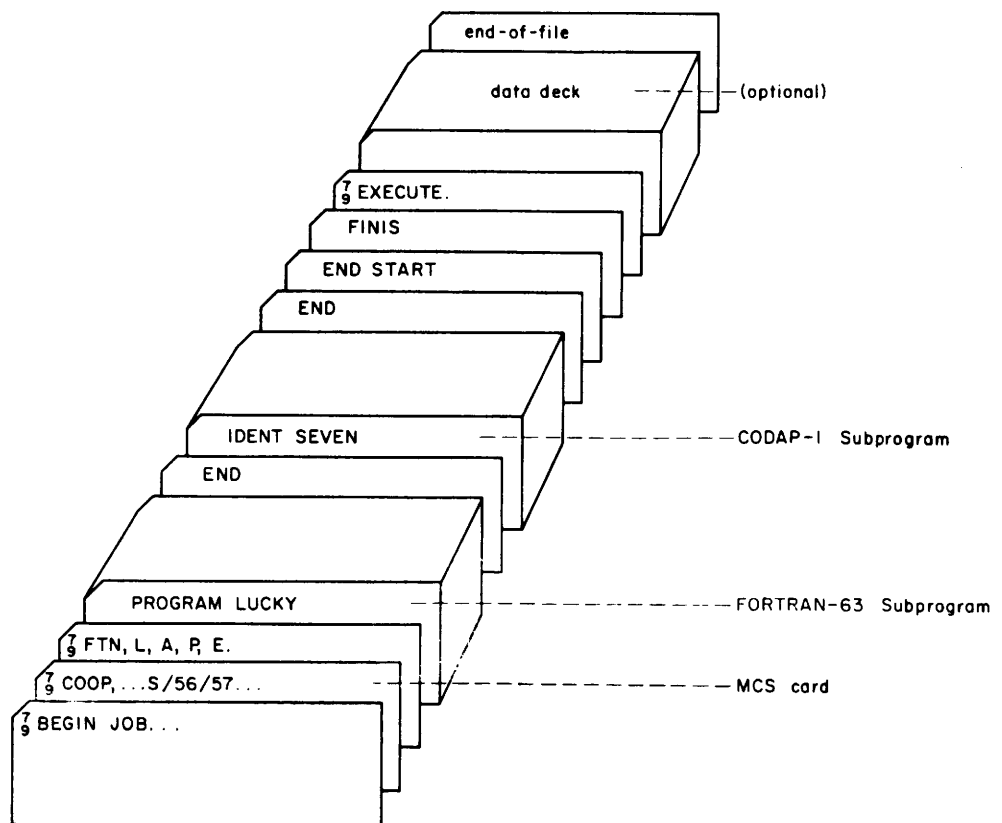 end-of-file
data deck (optional)
7
9 EXECUTE.
FINIS
END START
END
IDENT SEVEN CODAP-1 Subprogram
END
PROGRAM LUCKY FORTRAN-63 Subprogram
7
9 FTN, L, A, P, E.
7
9 COOP, ...S/56/57... MCS card
7
9 BEGIN JOB...